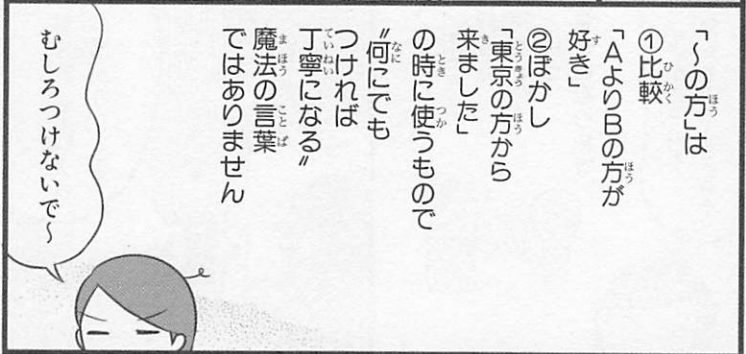 「～の方」は
①比較
「AよりBの方が
好き」
②ぼかし
「東京の方から
来ました」
の時に使うもので
〝何にでも
つければ
丁寧になる〟
魔法の言葉
ではありません
むしろつけないで～